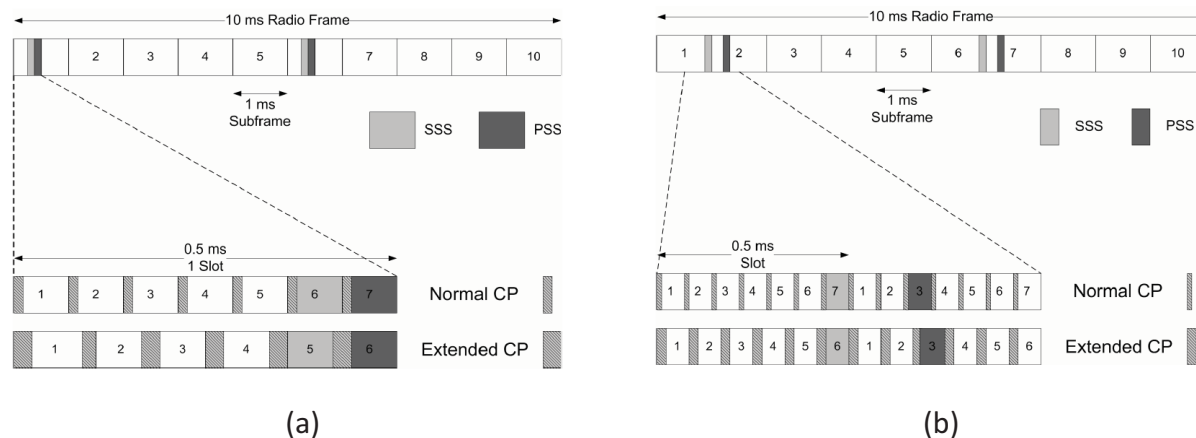 10 ms Radio Frame
2 3 4 5 7 8 9 10
1 ms
Subframe
SSS PSS
0.5 ms
1 Slot
1 2 3 4 5 6 7 Normal CP
1 2 3 4 5 6 Extended CP
(a)
10 ms Radio Frame
1 2 3 4 5 6 7 8 9 10
1 ms
Subframe
SSS PSS
0.5 ms
Slot
1 2 3 4 5 6 7 1 2 3 4 5 6 7 Normal CP
1 2 3 4 5 6 1 2 3 4 5 6 Extended CP
(b)